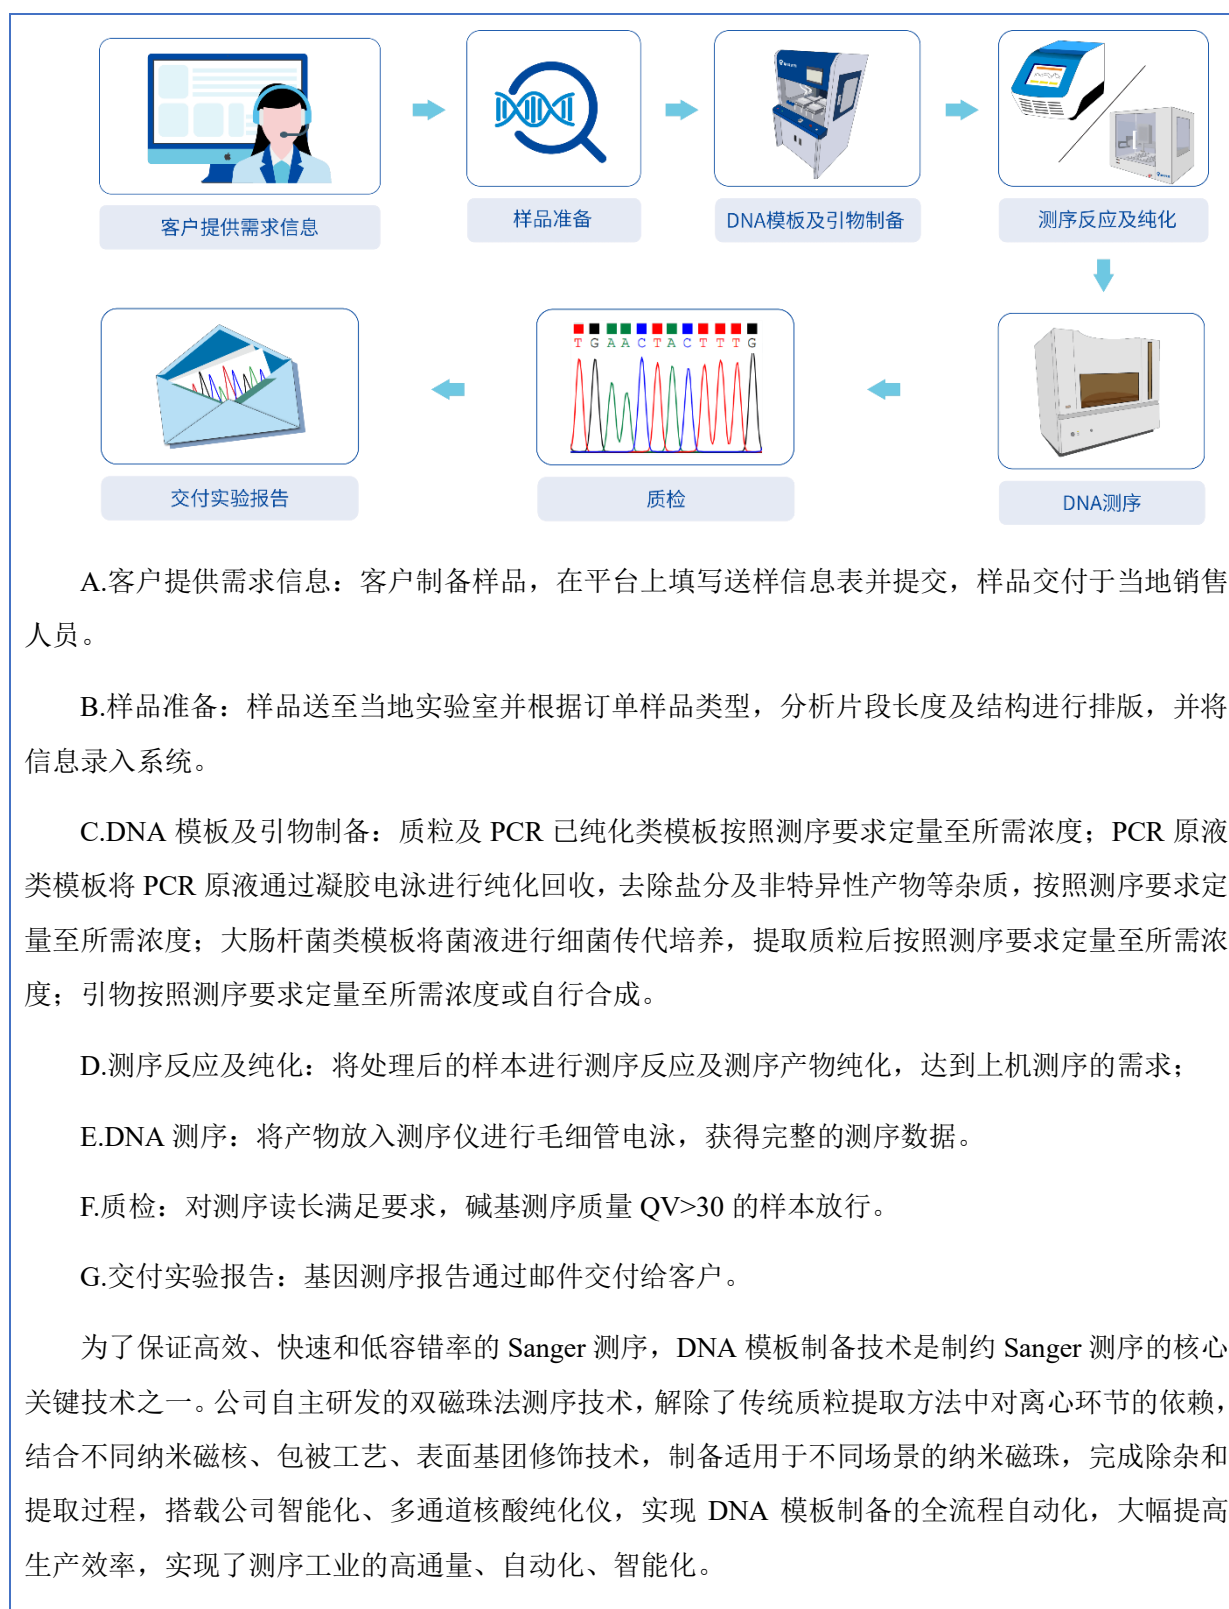 客户提供需求信息
样品准备
DNA模板及引物制备
测序反应及纯化
T G A A C T A C T T T G
交付实验报告
质检
DNA测序
A.客户提供需求信息：客户制备样品，在平台上填写送样信息表并提交，样品交付于当地销售
人员。
B.样品准备：样品送至当地实验室并根据订单样品类型，分析片段长度及结构进行排版，并将
信息录入系统。
C.DNA 模板及引物制备：质粒及 PCR 已纯化类模板按照测序要求定量至所需浓度；PCR 原液
类模板将 PCR 原液通过凝胶电泳进行纯化回收，去除盐分及非特异性产物等杂质，按照测序要求定
量至所需浓度；大肠杆菌类模板将菌液进行细菌传代培养，提取质粒后按照测序要求定量至所需浓
度；引物按照测序要求定量至所需浓度或自行合成。
D.测序反应及纯化：将处理后的样本进行测序反应及测序产物纯化，达到上机测序的需求；
E.DNA 测序：将产物放入测序仪进行毛细管电泳，获得完整的测序数据。
F.质检：对测序读长满足要求，碱基测序质量 QV>30 的样本放行。
G.交付实验报告：基因测序报告通过邮件交付给客户。
为了保证高效、快速和低容错率的 Sanger 测序，DNA 模板制备技术是制约 Sanger 测序的核心
关键技术之一。公司自主研发的双磁珠法测序技术，解除了传统质粒提取方法中对离心环节的依赖，
结合不同纳米磁核、包被工艺、表面基团修饰技术，制备适用于不同场景的纳米磁珠，完成除杂和
提取过程，搭载公司智能化、多通道核酸纯化仪，实现 DNA 模板制备的全流程自动化，大幅提高
生产效率，实现了测序工业的高通量、自动化、智能化。